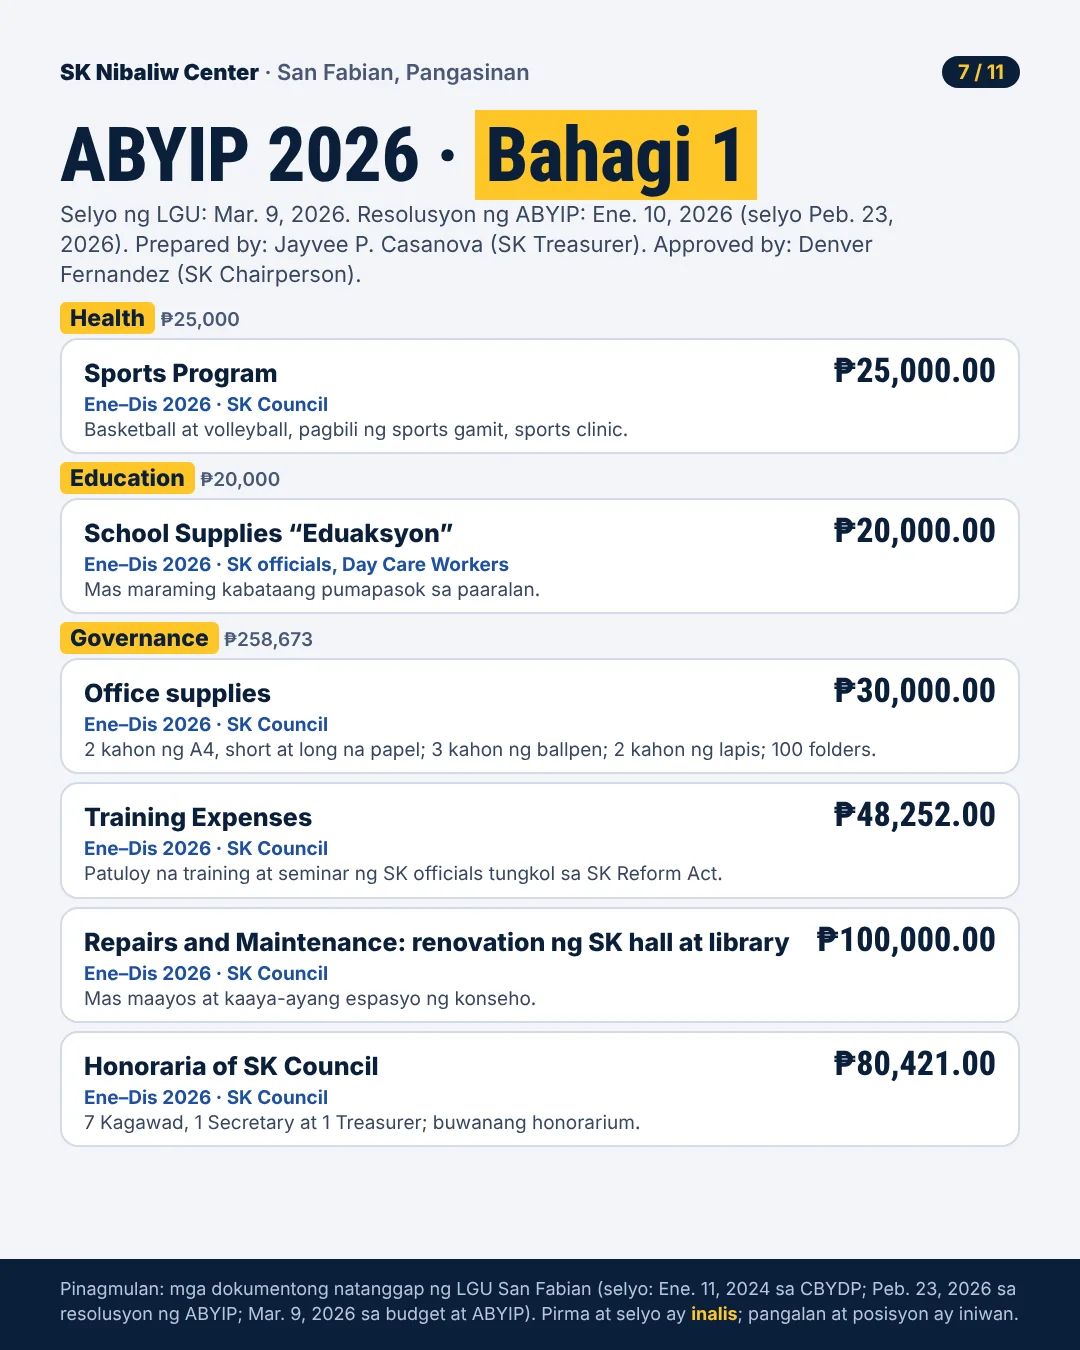 SK Nibaliw Center · San Fabian, Pangasinan
7 / 11
ABYIP 2026 · Bahagi 1
Selyo ng LGU: Mar. 9, 2026. Resolusyon ng ABYIP: Ene. 10, 2026 (selyo Peb. 23,
2026). Prepared by: Jayvee P. Casanova (SK Treasurer). Approved by: Denver
Fernandez (SK Chairperson).
Health ₱25,000
Sports Program ₱25,000.00
Ene–Dis 2026 · SK Council
Basketball at volleyball, pagbili ng sports gamit, sports clinic.
Education ₱20,000
School Supplies “Eduaksyon” ₱20,000.00
Ene–Dis 2026 · SK officials, Day Care Workers
Mas maraming kabataang pumapasok sa paaralan.
Governance ₱258,673
Office supplies ₱30,000.00
Ene–Dis 2026 · SK Council
2 kahon ng A4, short at long na papel; 3 kahon ng ballpen; 2 kahon ng lapis; 100 folders.
Training Expenses ₱48,252.00
Ene–Dis 2026 · SK Council
Patuloy na training at seminar ng SK officials tungkol sa SK Reform Act.
Repairs and Maintenance: renovation ng SK hall at library ₱100,000.00
Ene–Dis 2026 · SK Council
Mas maayos at kaaya-ayang espasyo ng konseho.
Honoraria of SK Council ₱80,421.00
Ene–Dis 2026 · SK Council
7 Kagawad, 1 Secretary at 1 Treasurer; buwanang honorarium.
Pinagmulan: mga dokumentong natanggap ng LGU San Fabian (selyo: Ene. 11, 2024 sa CBYDP; Peb. 23, 2026 sa
resolusyon ng ABYIP; Mar. 9, 2026 sa budget at ABYIP). Pirma at selyo ay inalis; pangalan at posisyon ay iniwan.